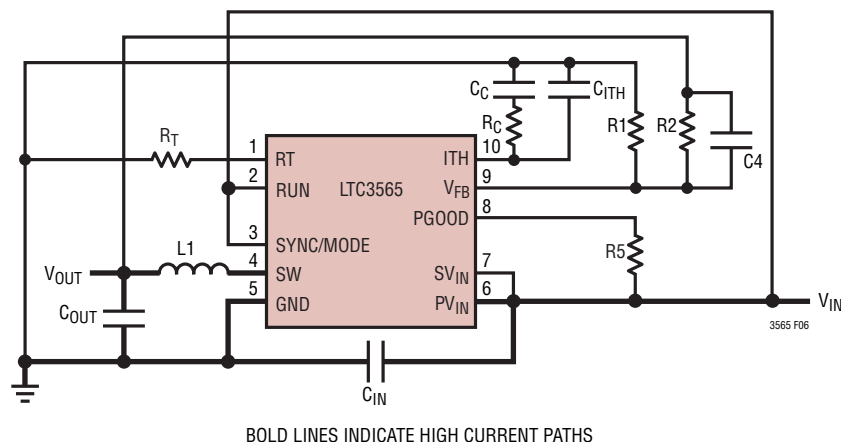 CC
CITH
RT
RC
R1
R2
C4
1
RT
2
RUN
LTC3565
ITH
10
VFB
9
PGOOD
8
3
SYNC/MODE
R5
L1
VOUT
4
SW
SVIN
7
5
GND
PVIN
6
VIN
COUT
3565 F06
CIN
BOLD LINES INDICATE HIGH CURRENT PATHS